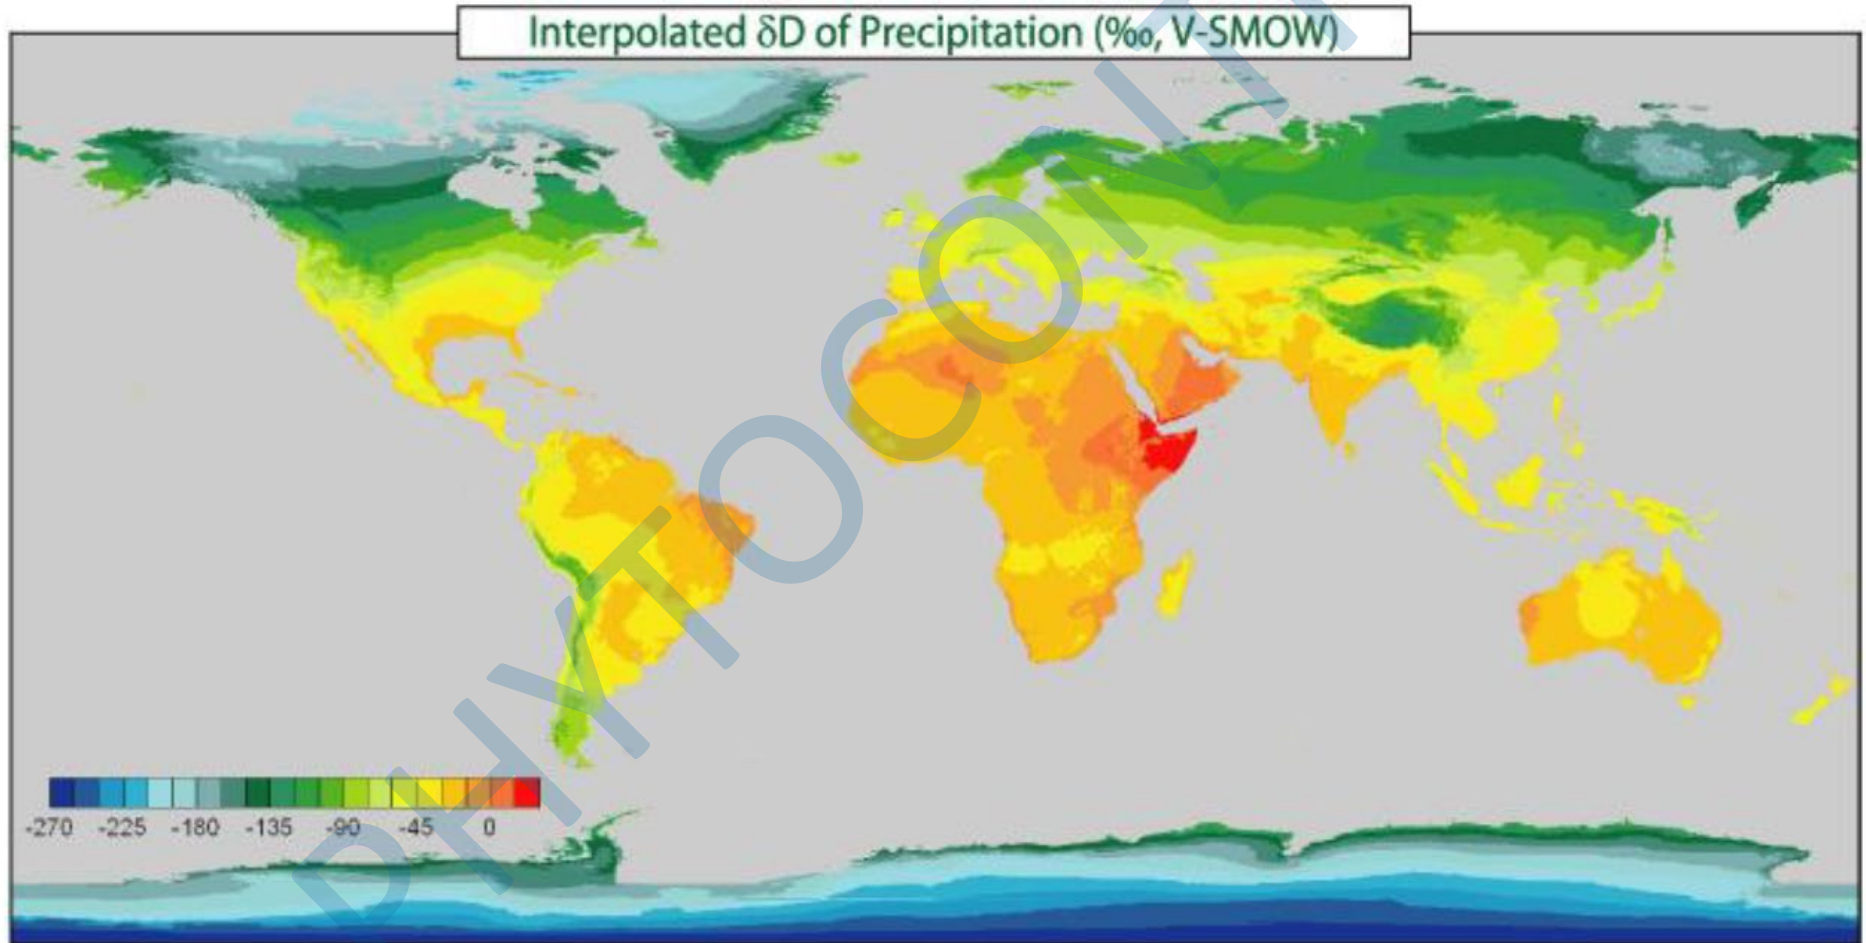 Interpolated δD of Precipitation (‰, V-SMOW)
-270 -225 -180 -135 -90 -45 0
PHYTOCONT